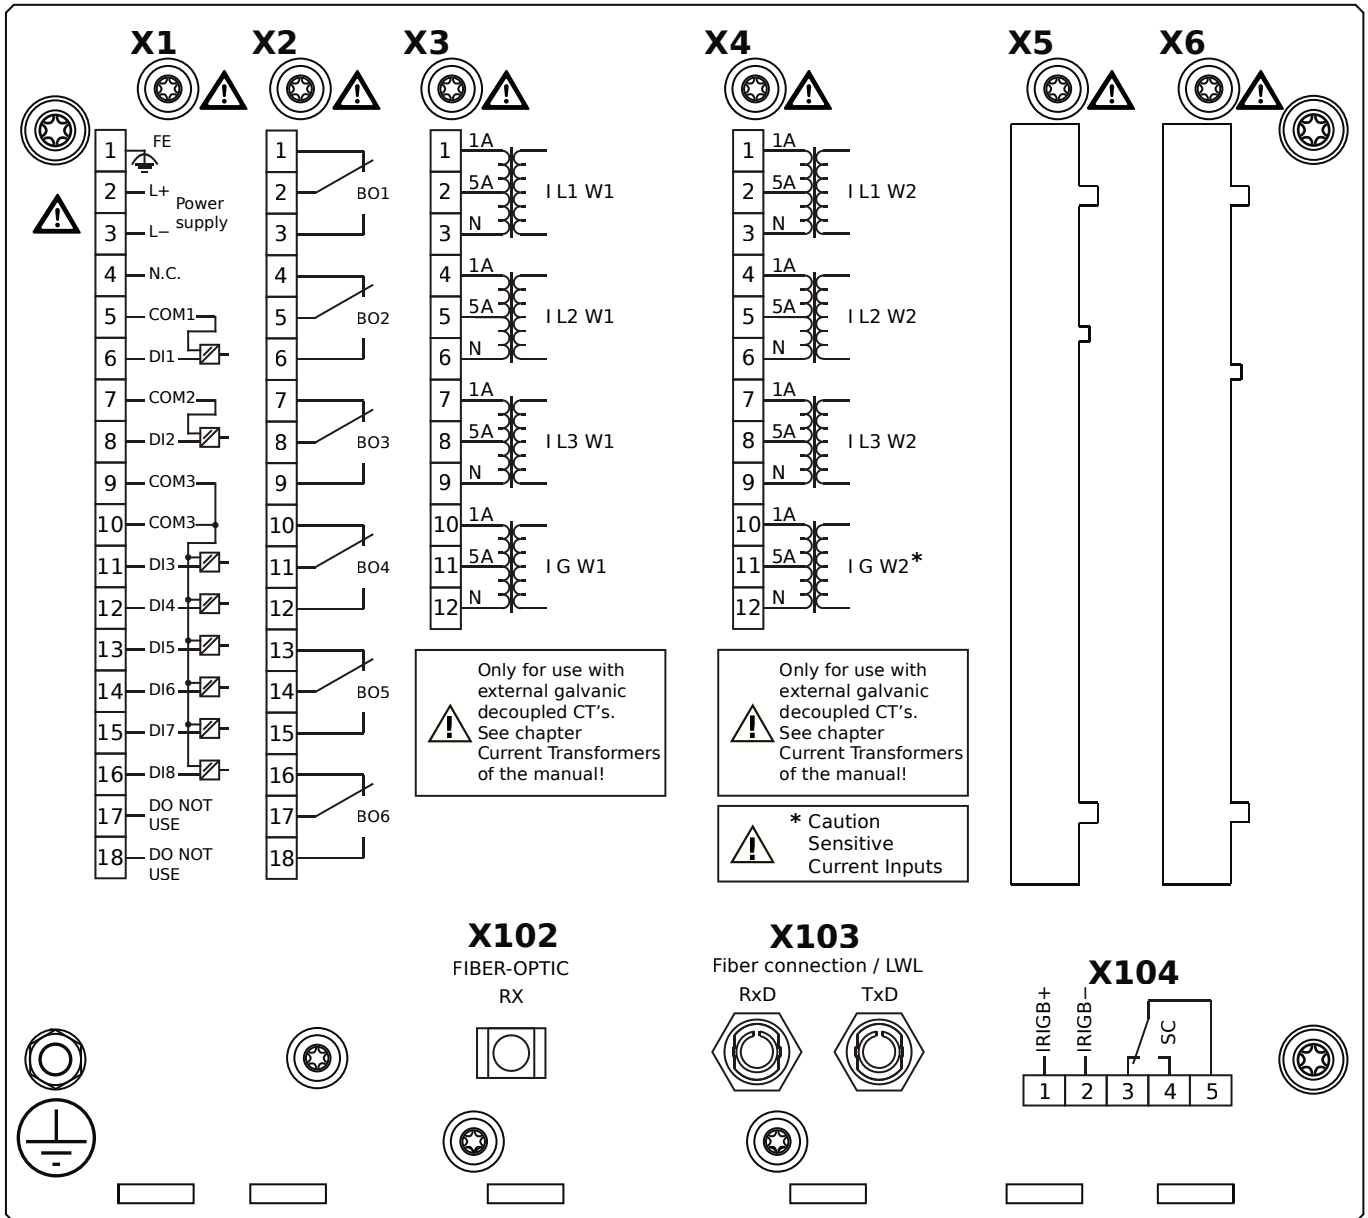 X1
X2
X3
X4
X5
X6
1
FE
2
L+
Power
supply
3
L−
4
N.C.
5
COM1
6
DI1
7
COM2
8
DI2
9
COM3
10
COM3
11
DI3
12
DI4
13
DI5
14
DI6
15
DI7
16
DI8
17
DO NOT
USE
18
DO NOT
USE
1
2
BO1
3
4
5
BO2
6
7
8
BO3
9
10
11
BO4
12
13
14
BO5
15
16
17
BO6
18
1
1A
2
5A
I L1 W1
3
N
4
1A
5
5A
I L2 W1
6
N
7
1A
8
5A
I L3 W1
9
N
10
1A
11
5A
I G W1
12
N
Only for use with
external galvanic
decoupled CT's.
See chapter
Current Transformers
of the manual!
1
1A
2
5A
I L1 W2
3
N
4
1A
5
5A
I L2 W2
6
N
7
1A
8
5A
I L3 W2
9
N
10
1A
11
5A
I G W2*
12
N
Only for use with
external galvanic
decoupled CT's.
See chapter
Current Transformers
of the manual!
* Caution
Sensitive
Current Inputs
X102
FIBER-OPTIC
RX
X103
Fiber connection / LWL
RxD
TxD
X104
IRIGB+
IRIGB−
SC
1
2
3
4
5